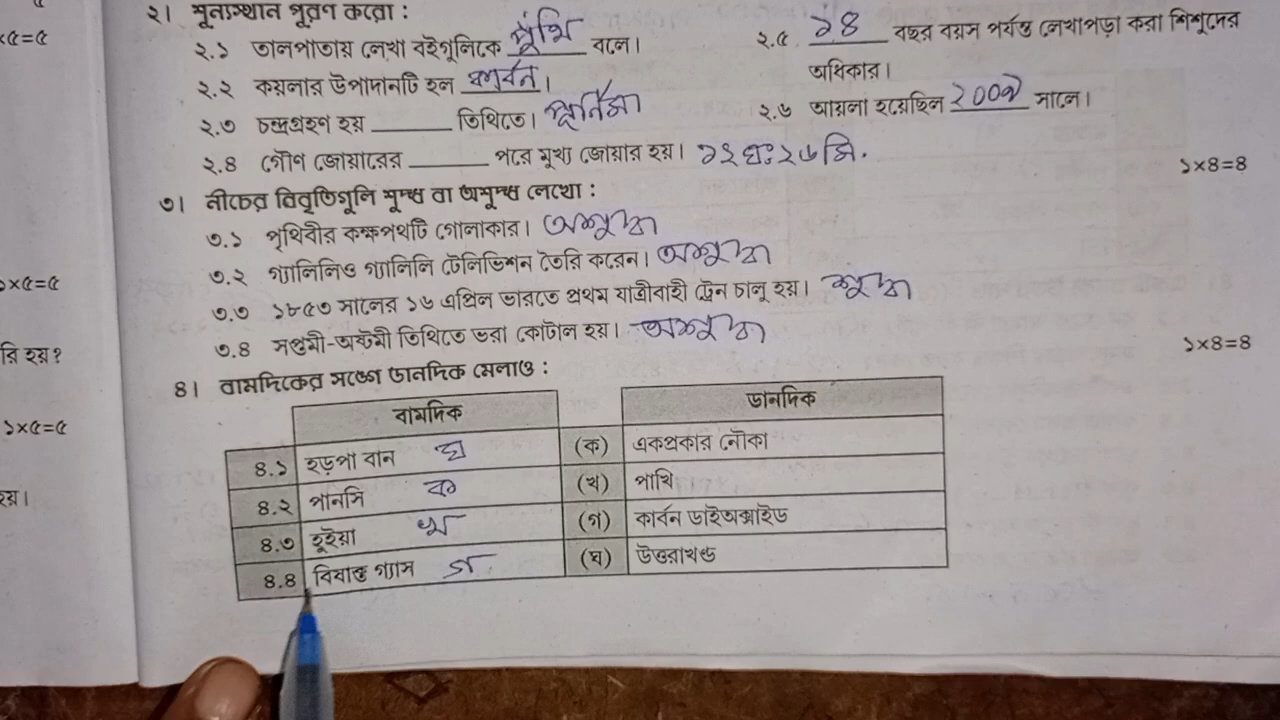 ×৫=৫
২। শূন্যস্থান পূরণ করো :
২.১ তালপাতায় লেখা বইগুলিকে পুঁথি বলে।
২.২ কয়লার উপাদানটি হল কার্বন।
২.৩ চন্দ্রগ্রহণ হয় ______ তিথিতে। পূর্ণিমা
২.৪ গৌণ জোয়ারের ______ পরে মুখ্য জোয়ার হয়। ১২ ঘঃ ২৬ মি.
২.৫ ১৪ বছর বয়স পর্যন্ত লেখাপড়া করা শিশুদের
অধিকার।
২.৬ আয়লা হয়েছিল ২০০৯ সালে।
১×৪=৪
৩। নীচের বিবৃতিগুলি শুদ্ধ বা অশুদ্ধ লেখো :
৩.১ পৃথিবীর কক্ষপথটি গোলাকার। অশুদ্ধ
১×৫=৫
৩.২ গ্যালিলিও গ্যালিলি টেলিভিশন তৈরি করেন। অশুদ্ধ
৩.৩ ১৮৫৩ সালের ১৬ এপ্রিল ভারতে প্রথম যাত্রীবাহী ট্রেন চালু হয়। শুদ্ধ
রি হয়?
৩.৪ সপ্তমী-অষ্টমী তিথিতে ভরা কোটাল হয়। অশুদ্ধ
১×৪=৪
৪। বামদিকের সঙ্গে ডানদিক মেলাও :
১×৫=৫
বামদিক ডানদিক
৪.১ হড়পা বান ঘ (ক) একপ্রকার নৌকা
৪.২ পানসি ক (খ) পাখি
হয়।
৪.৩ হুইয়া খ (গ) কার্বন ডাইঅক্সাইড
৪.৪ বিষাক্ত গ্যাস গ (ঘ) উত্তরাখণ্ড